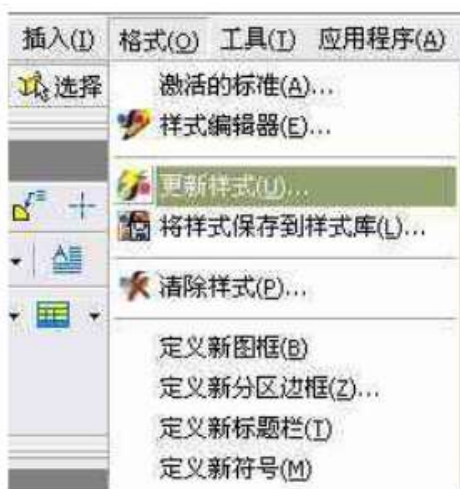 插入(I) 格式(O) 工具(T) 应用程序(A)
选择
激活的标准(A)...
样式编辑器(E)...
更新样式(U)...
将样式保存到样式库(L)...
清除样式(P)...
定义新图框(B)
定义新分区边框(Z)...
定义新标题栏(T)
定义新符号(M)